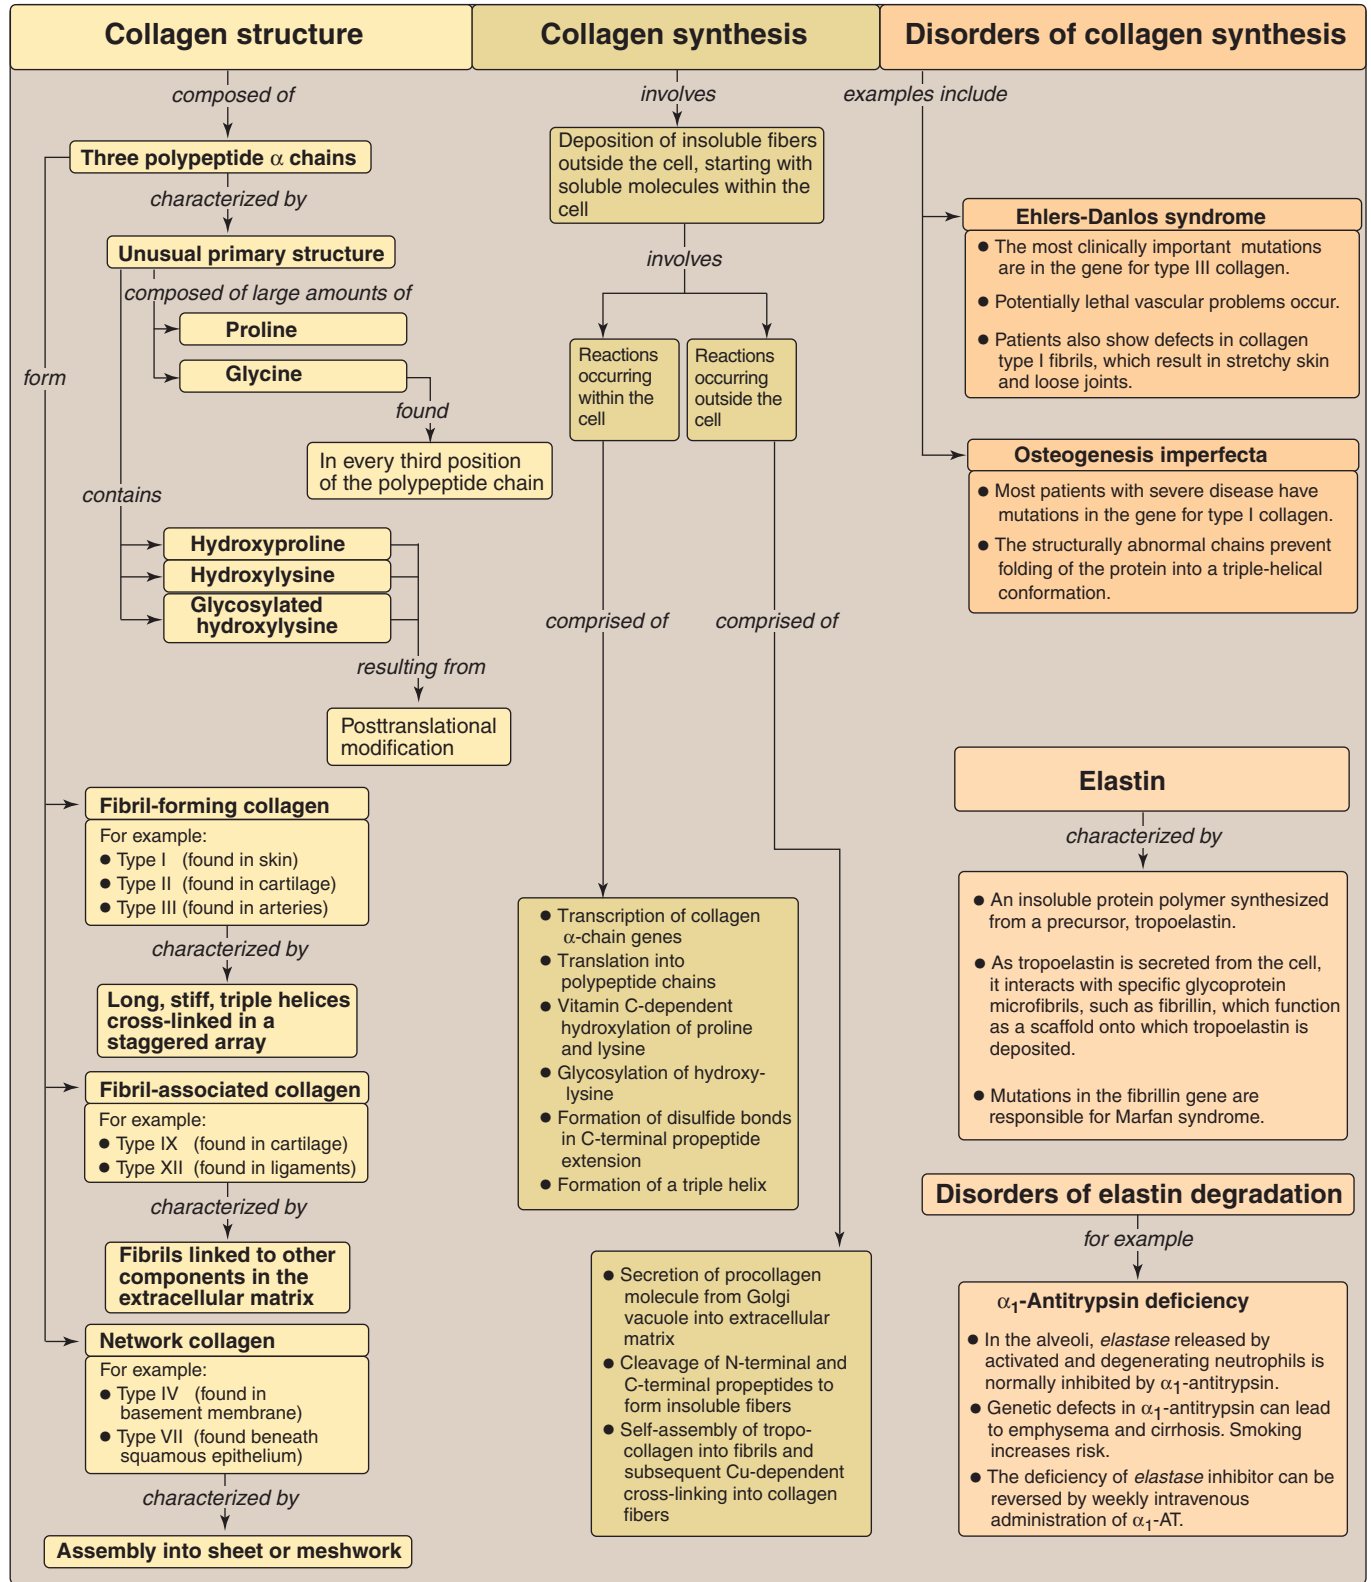 Collagen structure
composed of
Three polypeptide α chains
characterized by
Unusual primary structure
composed of large amounts of
Proline
Glycine
form
found
In every third position
of the polypeptide chain
contains
Hydroxyproline
Hydroxylysine
Glycosylated
hydroxylysine
resulting from
Posttranslational
modification
Fibril-forming collagen
For example:
● Type I (found in skin)
● Type II (found in cartilage)
● Type III (found in arteries)
characterized by
Long, stiff, triple helices
cross-linked in a
staggered array
Fibril-associated collagen
For example:
● Type IX (found in cartilage)
● Type XII (found in ligaments)
characterized by
Fibrils linked to other
components in the
extracellular matrix
Network collagen
For example:
● Type IV (found in
basement membrane)
● Type VII (found beneath
squamous epithelium)
characterized by
Assembly into sheet or meshwork
Collagen synthesis
involves
Deposition of insoluble fibers
outside the cell, starting with
soluble molecules within the
cell
involves
Reactions
occurring
within the
cell
Reactions
occurring
outside the
cell
comprised of
comprised of
● Transcription of collagen
α-chain genes
● Translation into
polypeptide chains
● Vitamin C-dependent
hydroxylation of proline
and lysine
● Glycosylation of hydroxy-
lysine
● Formation of disulfide bonds
in C-terminal propeptide
extension
● Formation of a triple helix
● Secretion of procollagen
molecule from Golgi
vacuole into extracellular
matrix
● Cleavage of N-terminal and
C-terminal propeptides to
form insoluble fibers
● Self-assembly of tropo-
collagen into fibrils and
subsequent Cu-dependent
cross-linking into collagen
fibers
Disorders of collagen synthesis
examples include
Ehlers-Danlos syndrome
● The most clinically important mutations
are in the gene for type III collagen.
● Potentially lethal vascular problems occur.
● Patients also show defects in collagen
type I fibrils, which result in stretchy skin
and loose joints.
Osteogenesis imperfecta
● Most patients with severe disease have
mutations in the gene for type I collagen.
● The structurally abnormal chains prevent
folding of the protein into a triple-helical
conformation.
Elastin
characterized by
● An insoluble protein polymer synthesized
from a precursor, tropoelastin.
● As tropoelastin is secreted from the cell,
it interacts with specific glycoprotein
microfibrils, such as fibrillin, which function
as a scaffold onto which tropoelastin is
deposited.
● Mutations in the fibrillin gene are
responsible for Marfan syndrome.
Disorders of elastin degradation
for example
α1-Antitrypsin deficiency
● In the alveoli, elastase released by
activated and degenerating neutrophils is
normally inhibited by α1-antitrypsin.
● Genetic defects in α1-antitrypsin can lead
to emphysema and cirrhosis. Smoking
increases risk.
● The deficiency of elastase inhibitor can be
reversed by weekly intravenous
administration of α1-AT.